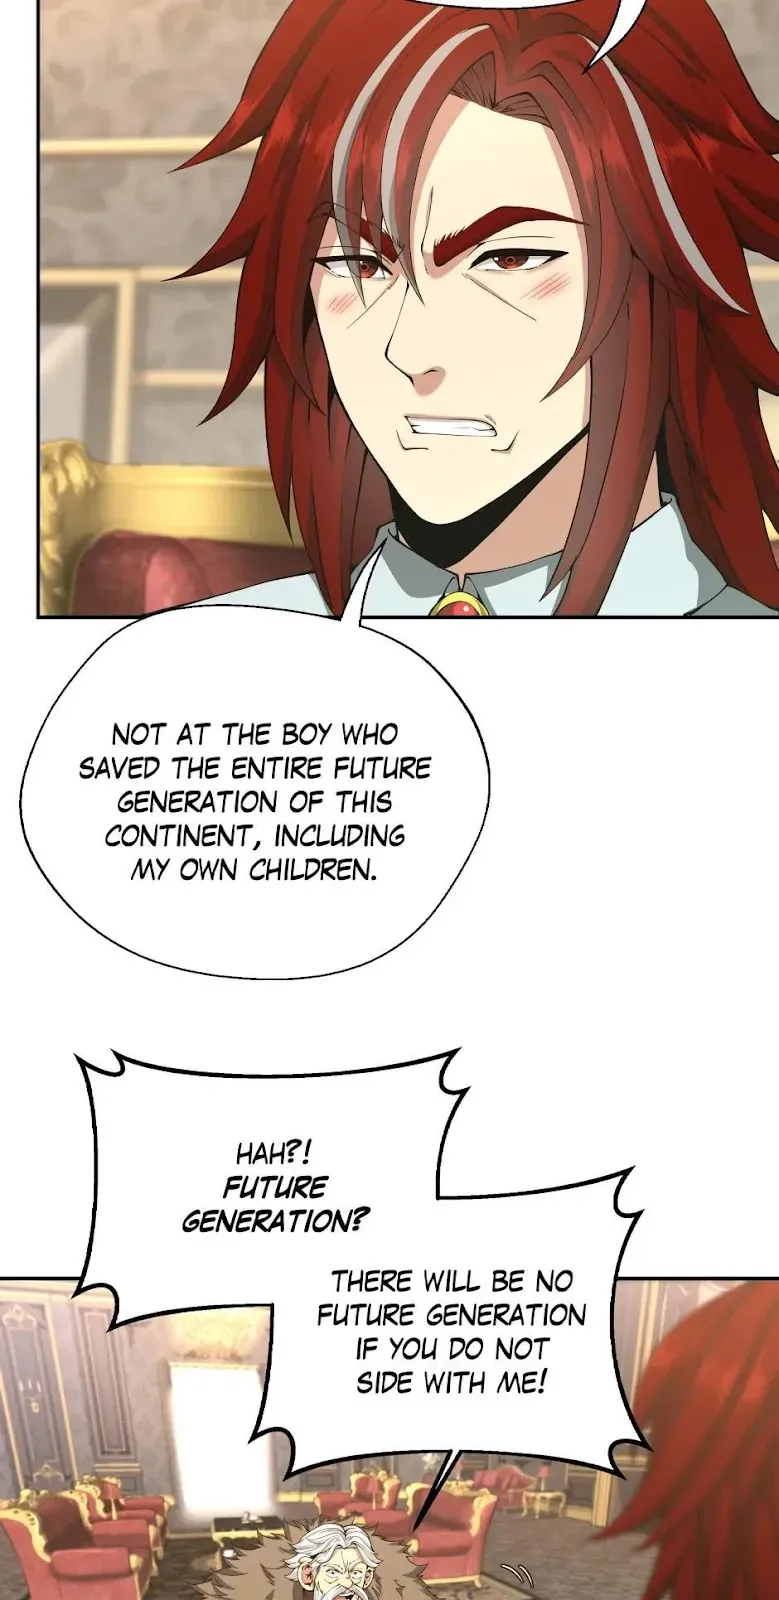 NOT AT THE BOY WHO
SAVED THE ENTIRE FUTURE
GENERATION OF THIS
CONTINENT, INCLUDING
MY OWN CHILDREN.
HAH?!
FUTURE
GENERATION?
THERE WILL BE NO
FUTURE GENERATION
IF YOU DO NOT
SIDE WITH ME!